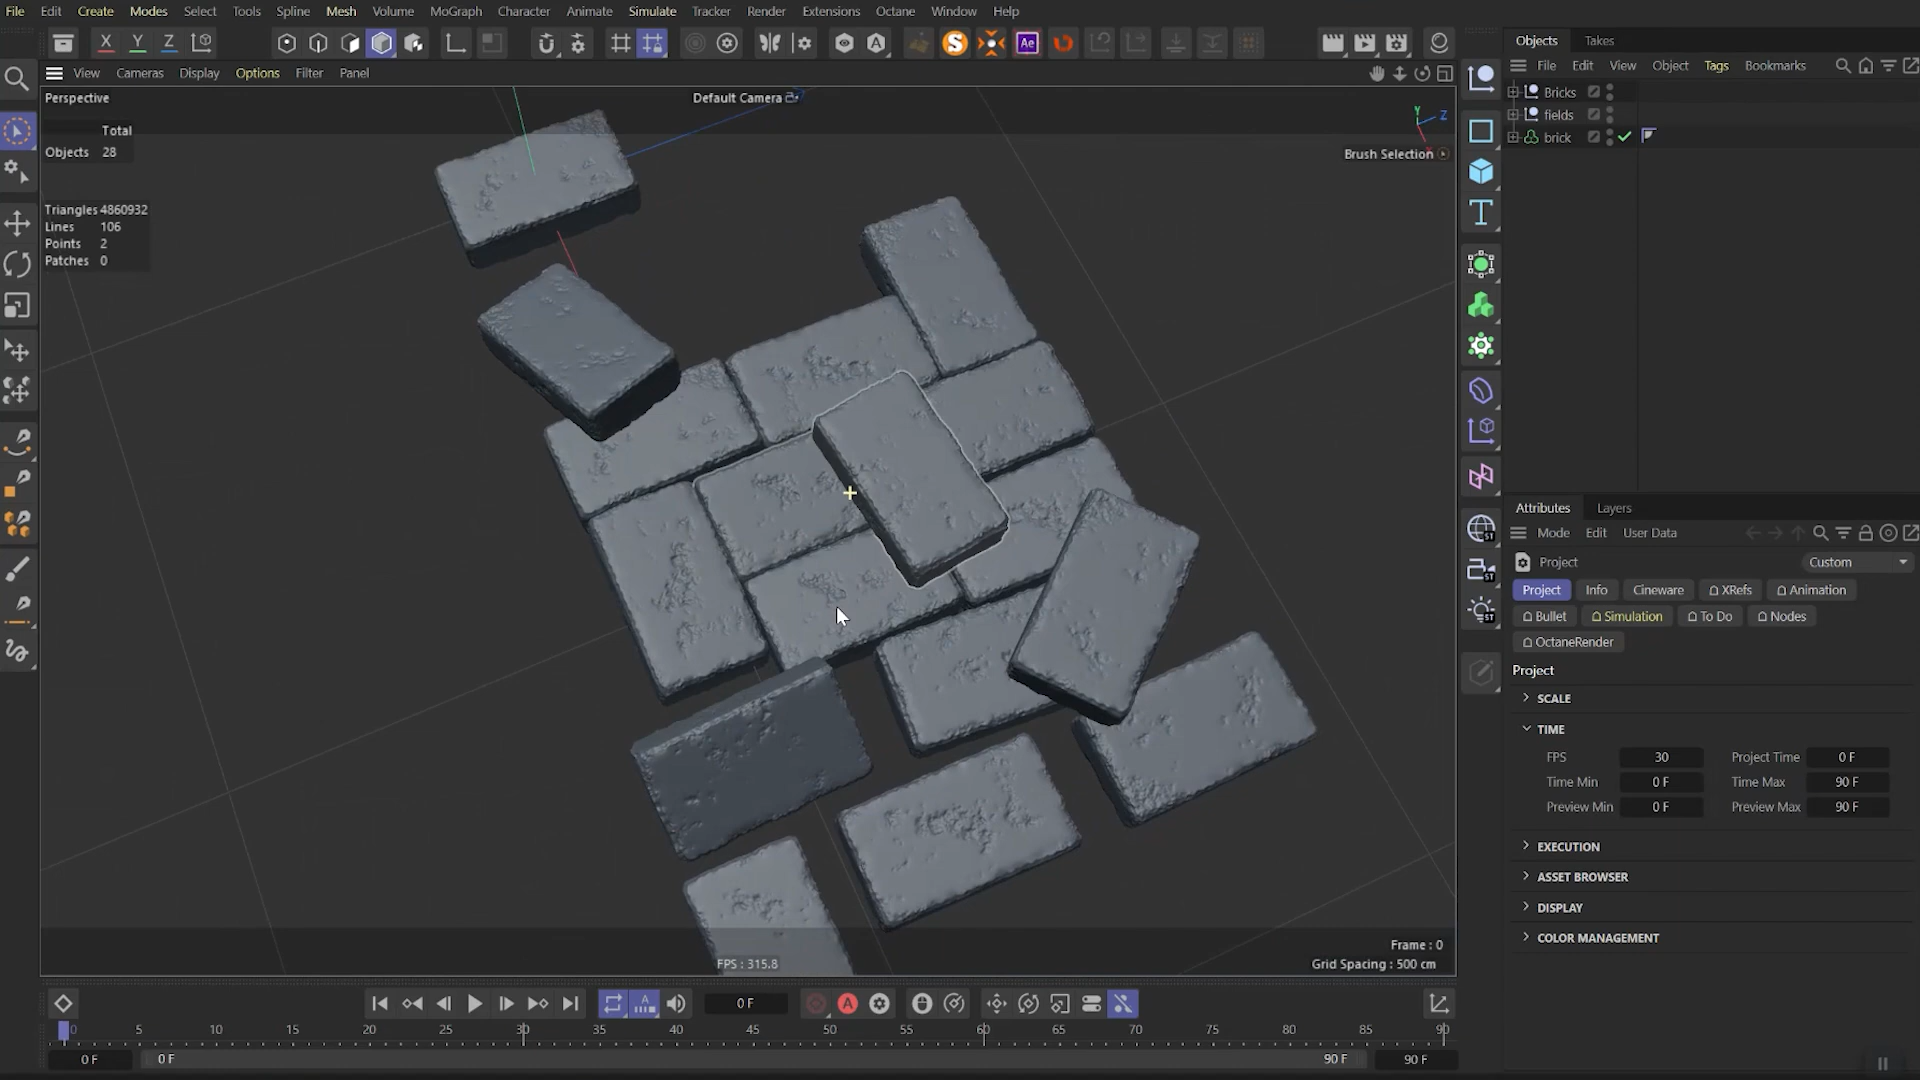 File Edit Create Modes Select Tools Spline Mesh Volume MoGraph Character Animate Simulate Tracker Render Extensions Octane Window Help
X Y Z
S
Ae
A
View Cameras Display Options Filter Panel
Perspective
Default Camera
Total
Objects 28
Triangles 4860932
Lines 106
Points 2
Patches 0
Y
Z
Brush Selection
Frame : 0
FPS : 315.8
Grid Spacing : 500 cm
T
ST
ST
ST
Objects Takes
File Edit View Object Tags Bookmarks
Bricks
fields
brick
Attributes Layers
Mode Edit User Data
Project
Custom
Project Info Cineware XRefs Animation
Bullet Simulation To Do Nodes
OctaneRender
Project
SCALE
TIME
FPS 30 Project Time 0 F
Time Min 0 F Time Max 90 F
Preview Min 0 F Preview Max 90 F
EXECUTION
ASSET BROWSER
DISPLAY
COLOR MANAGEMENT
A
0 F
A
0 5 10 15 20 25 30 35 40 45 50 55 60 65 70 75 80 85 90
0 F 0 F 90 F 90 F